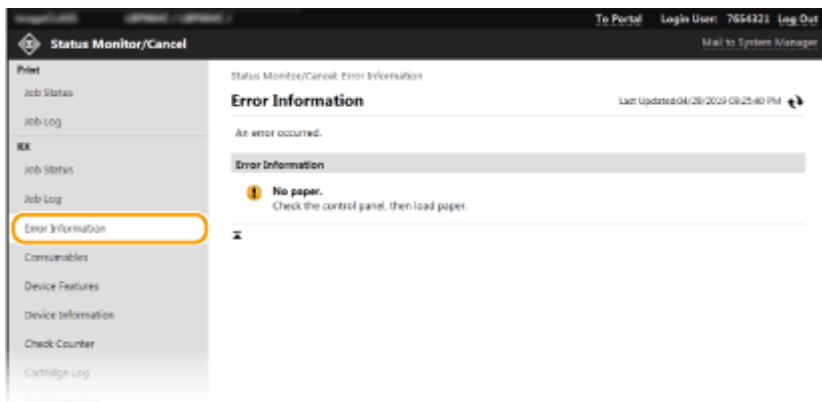 To Portal Login User: 7654321 Log Out
Status Monitor/Cancel
Mail to System Manager
Print
Job Status
Job Log
RX
Job Status
Job Log
Error Information
Consumables
Device Features
Device Information
Check Counter
Cartridge Log
Status Monitor/Cancel: Error Information
Error Information
Last Updated:04/28/2019 08:25:40 PM
An error occurred.
Error Information
No paper.
Check the control panel, then load paper.